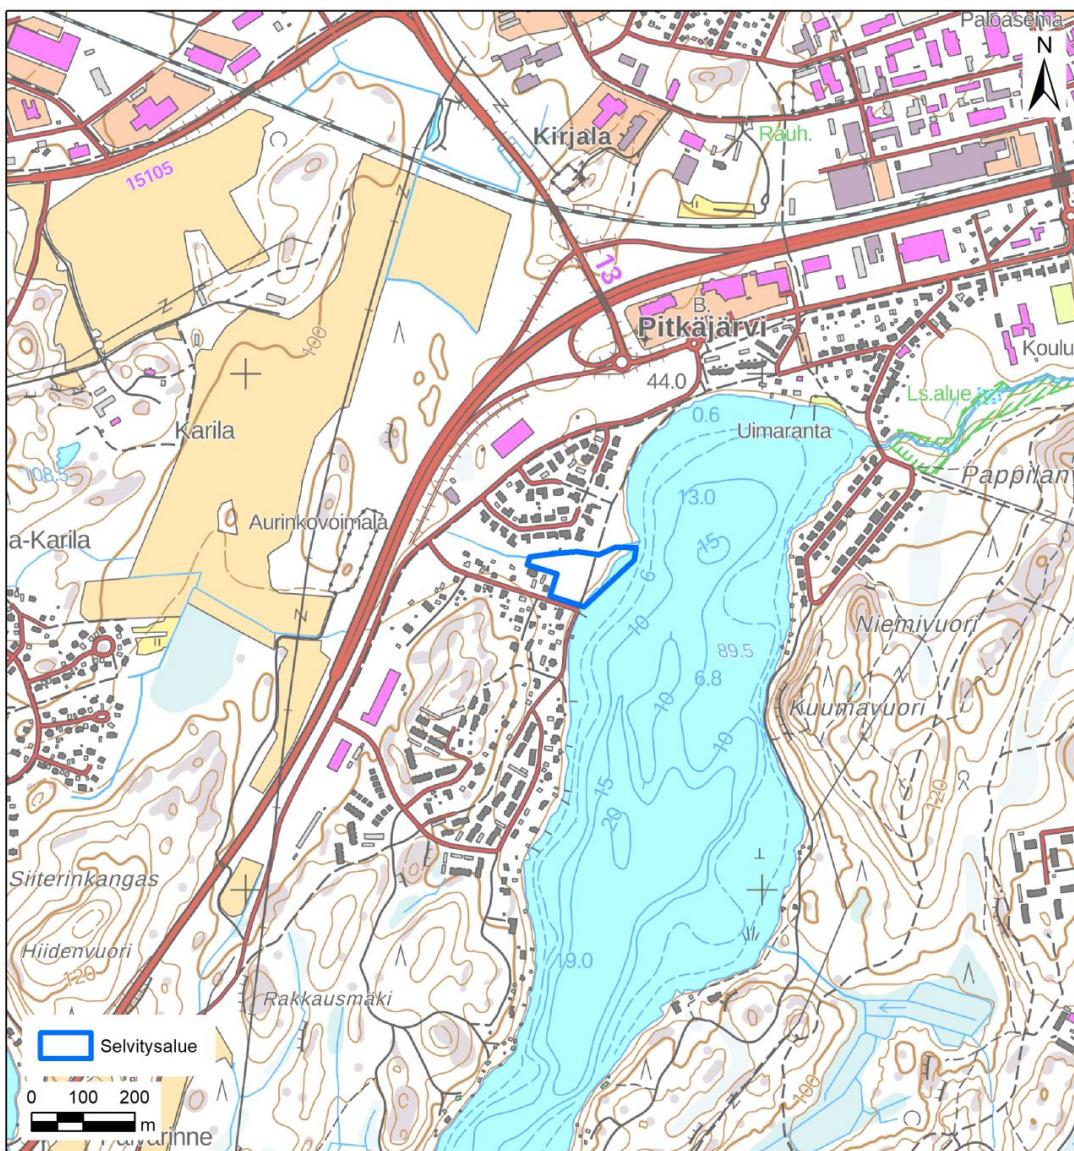 Paloasema
N
Kirjala
Rauh.
15105
13
B.
Pitkäjärvi
100
44.0
Koulu
0.6
Ls.alue
Uimaranta
Karila
108.5
13.0
Pappilanv
15
Aurinkovoimala
a-Karila
6
10
Niemivuori
89.5
6.8
10
Kuumavuori
10
15
20
120
Siiterinkangas
Hiidenvuori
120
19.0
Rakkausmäki
Selvitysalue
0 100 200
m
100
Päivärinne